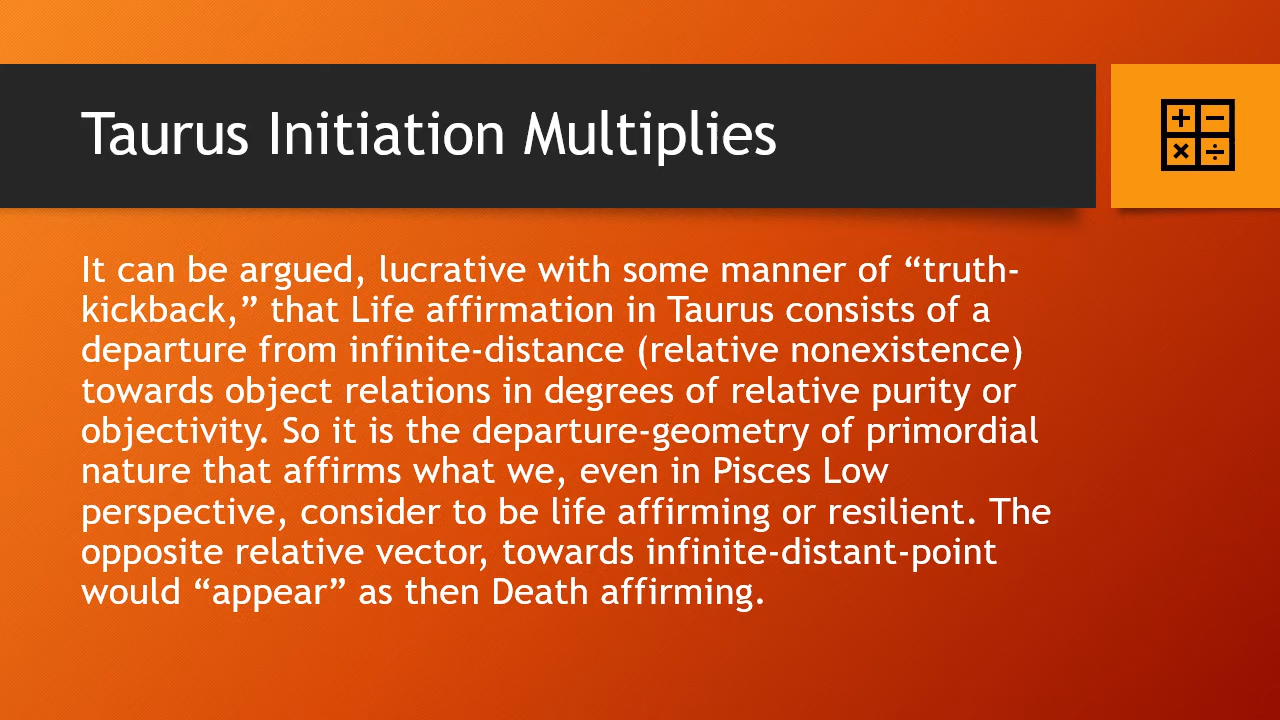 Taurus Initiation Multiplies
It can be argued, lucrative with some manner of “truth-
kickback,” that Life affirmation in Taurus consists of a
departure from infinite-distance (relative nonexistence)
towards object relations in degrees of relative purity or
objectivity. So it is the departure-geometry of primordial
nature that affirms what we, even in Pisces Low
perspective, consider to be life affirming or resilient. The
opposite relative vector, towards infinite-distant-point
would “appear” as then Death affirming.